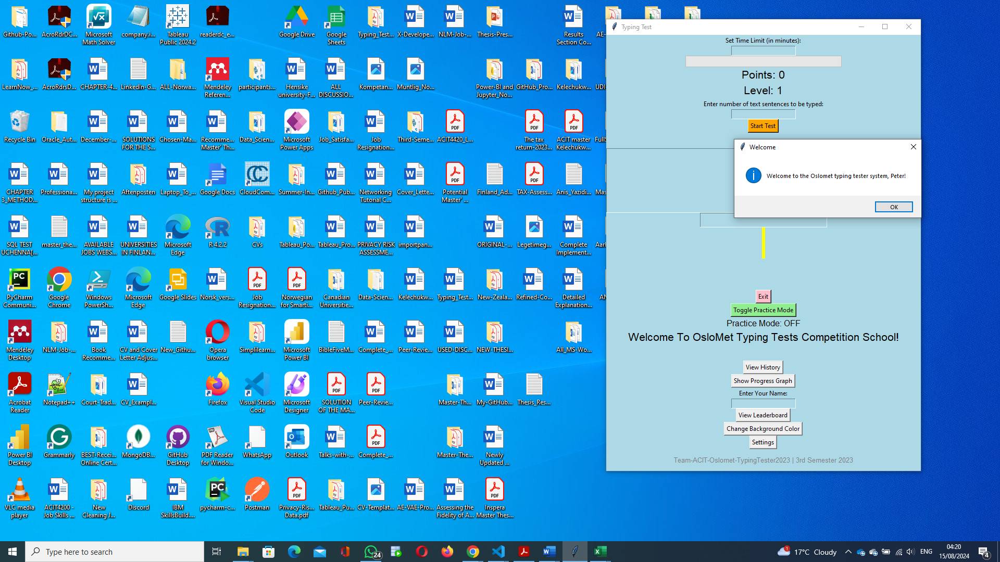 Github-Po...
AcroRdrDC...
Microsoft
Math Solver
company.i...
Tableau
Public 2024.2
readerdc_e...
Google Drive
Google
Sheets
Typing_Test...
X-Develope...
NLM-Job-...
Thesis-Pres...
Results
Section Co...
LearnNow_...
AcroRdrsD...
CHAPTER-4...
LinkedIn-G...
ALL-Norwa...
Mendeley
Referen...
participants...
Hensike
university-F...
ALL
DISCUSSIO...
Kompetan...
Muntlig_No...
Power-BI and
Jupyter_No...
GitHub_Pro...
Kelechukw...
Recycle Bin
Oracle_Aut...
December-...
SOLUTIONS
FOR THE S...
Chosen-Ma...
Recomme...
Master' Th...
Data_Scien...
Microsoft
Power Apps
Job_Satisfa...
Job
Resignation...
Third-Seme...
ACIT4420_L...
The tax
return-2023...
ACIT master
Kelechukw...
CHAPTER
3_METHOD...
Professiona...
My project
structure is ...
Aftenposten
Laptop_To_...
Google Docs
CloudCom...
Summer-In...
Github_Pub...
Networking
Tutorial C...
Cover_Lette...
Potential
Master' ...
Finland_Ad...
TAX-Assess...
Anis_Yazidi...
SQL TEST
UCHENNA[...
master_the...
AVAILABLE
JOBS WEBS...
UNIVERSITIES
IN FINLAN...
Microsoft
Edge
R 4.2.2
CVs
Tableau_Po...
Tableau_Pro...
PRIVACY RISK
ASSESSME...
importpan...
ORIGINAL-...
Legetimeg...
Complete
Implement...
PyCharm
Communi...
Google
Chrome
Windows
PowerSh...
Microsoft
Edge
Google Slides
Norsk_vers...
Job
Resignation...
Norwegian
for Smarti...
Canadian
Universitie...
Data-Scien...
Kelechukw...
Typing_Test...
New-Zeala...
Refined-Co...
Detailed
Explanation...
Mendeley
Desktop
NLM-Job-...
Book
Recomme...
CV and Cover
Letter Adjus...
New_Githu...
Opera
browser
Simplilearn...
Microsoft
Power BI
BibleFiveM...
Complete_...
Peer-Revie...
USED-DISC...
NEW-THESI...
All_MS-Wo...
Acrobat
Reader
Notepad++
Court-Trad...
CV_Exampl...
Firefox
Visual Studio
Code
Microsoft
Designer
SOLUTION
OF THE MA...
Peer-Revie...
Master-Th...
My-GitHub...
Thesis_Res...
Power BI
Desktop
Grammarly
BEST-Recei...
Online Cert...
MongoDB...
GitHub
Desktop
PDF Reader
for Windo...
WhatsApp
Outlook
Talks-with-...
Complete_...
Master-The...
Newly
Updated ...
VLC media
player
ACIT4200 -
Job Skills ...
New
Cleaning J...
Discord
IBM
SkillsBuild....
pycharm-c...
Postman
Privacy-Ris...
Data.pdf
Tableau_Pu...
CV-Templat...
AE-VAE-Pro...
Assessing the
Fidelity of A...
Inspera
Master Thes...
Typing Test
Set Time Limit (in minutes):
Points: 0
Level: 1
Enter number of text sentences to be typed:
Start Test
Welcome
Welcome to the Oslomet typing tester system, Peter!
OK
Exit
Toggle Practice Mode
Practice Mode: OFF
Welcome To OsloMet Typing Tests Competition School!
View History
Show Progress Graph
Enter Your Name:
View Leaderboard
Change Background Color
Settings
Team-ACIT-Oslomet-TypingTester2023 | 3rd Semester 2023
Type here to search
24
1
17°C Cloudy
ENG
04:20
15/08/2024
4